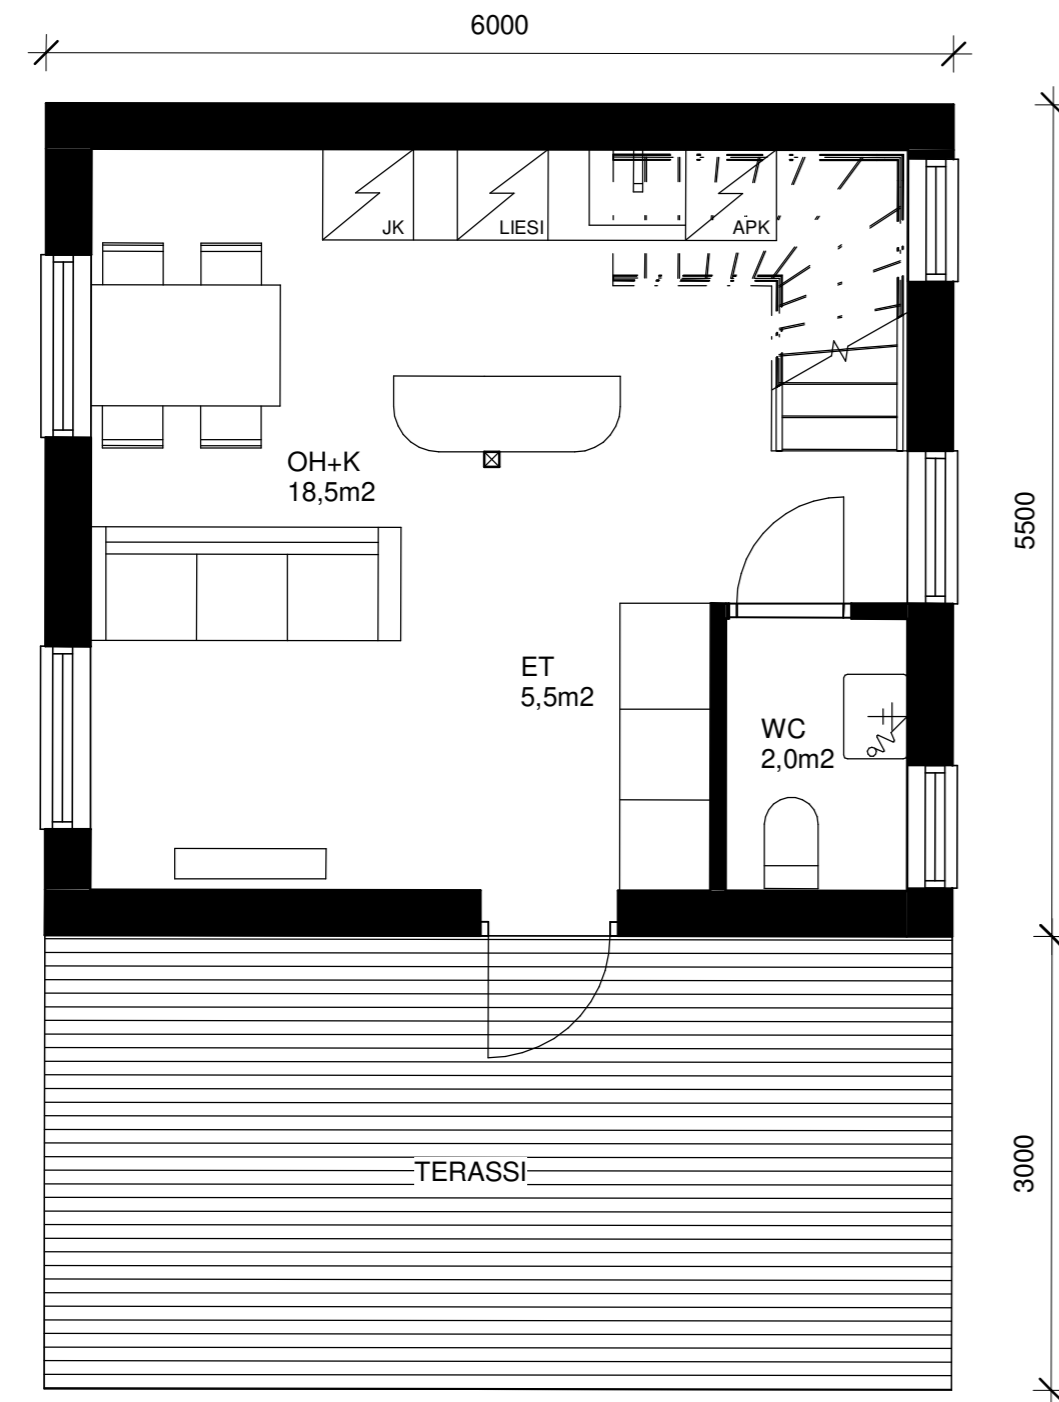 6000
JK
LIESI
APK
OH+K
18,5m2
5500
ET
5,5m2
WC
2,0m2
TERASSI
3000